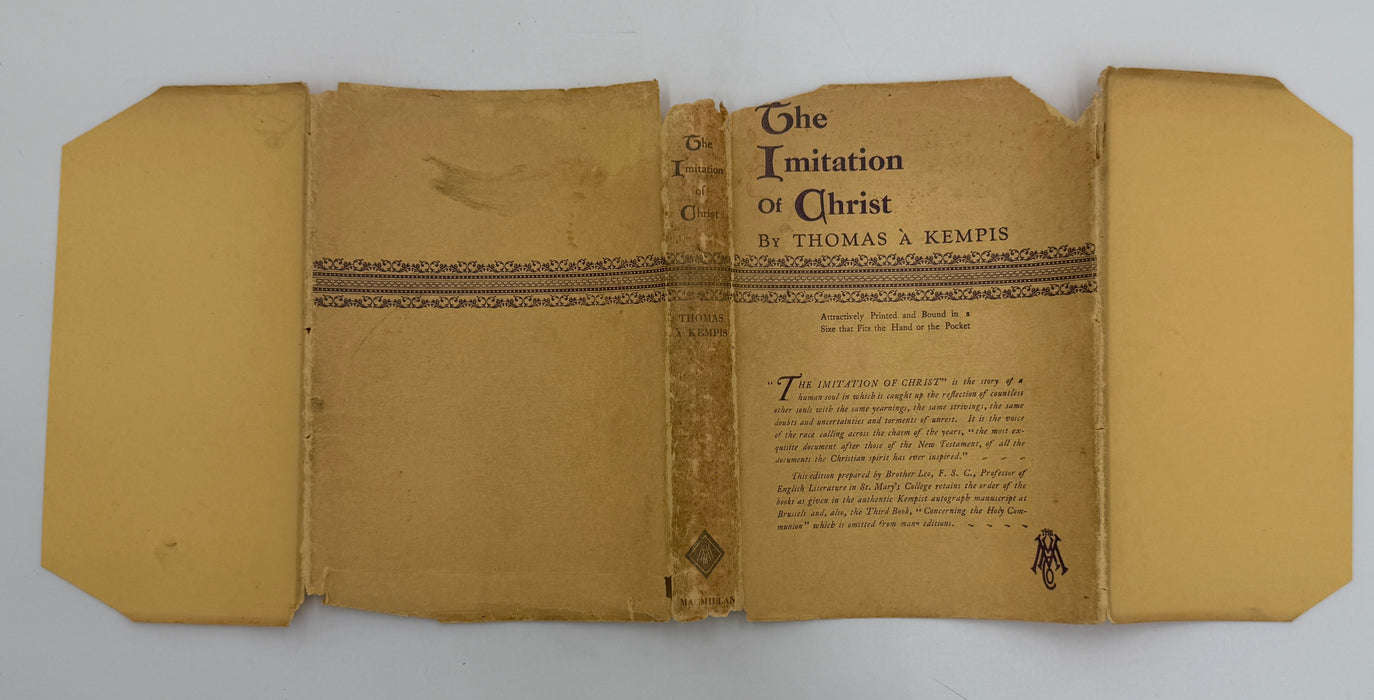 The
Imitation
of
Christ
THOMAS
À KEMPIS
MACMILLAN
The
Imitation
Of Christ
By THOMAS À KEMPIS
Attractively Printed and Bound in a
Size that Fits the Hand or the Pocket
"THE IMITATION OF CHRIST" is the story of a
human soul in which is caught up the reflection of countless
other souls with the same yearnings, the same strivings, the same
doubts and uncertainties and torments of unrest. It is the voice
of the race calling across the chasm of the years, "the most ex-
quisite document after those of the New Testament, of all the
documents the Christian spirit has ever inspired." ~ ~ ~
This edition prepared by Brother Leo, F. S. C., Professor of
English Literature in St. Mary's College retains the order of the
books as given in the authentic Kempist autograph manuscript at
Brussels and, also, the Third Book, "Concerning the Holy Com-
munion" which is omitted from many editions. ~ ~ ~ ~
THE
MM
CO